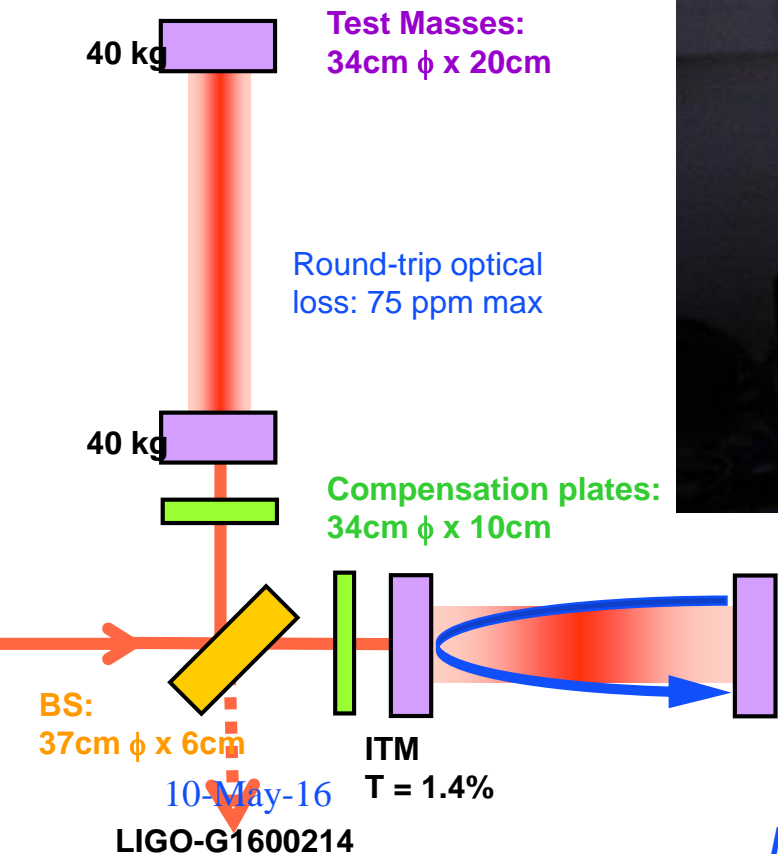 Test Masses:
40 kg
34cm ϕ x 20cm
Round-trip optical
loss: 75 ppm max
40 kg
Compensation plates:
34cm ϕ x 10cm
BS:
37cm ϕ x 6cm
ITM
T = 1.4%
10-May-16
LIGO-G1600214